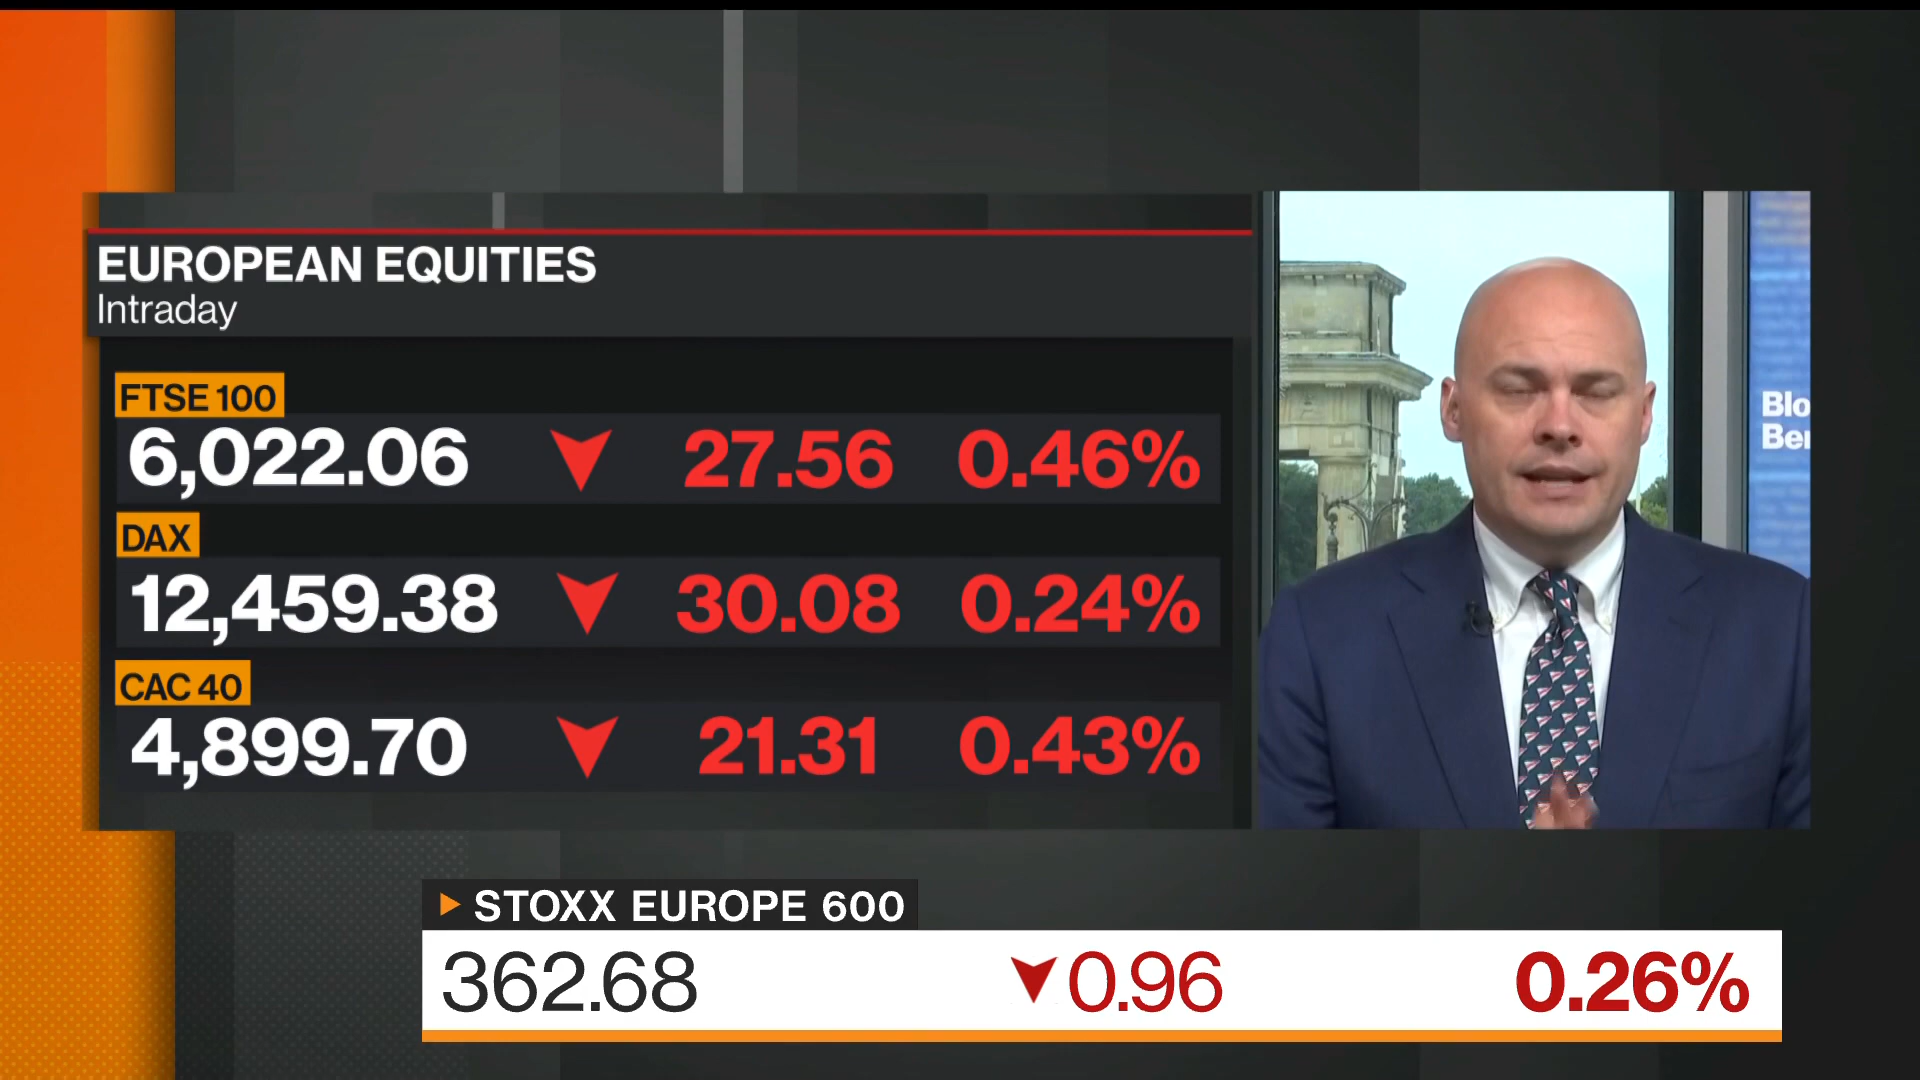 EUROPEAN EQUITIES
Intraday
FTSE 100
6,022.06 27.56 0.46%
DAX
12,459.38 30.08 0.24%
CAC 40
4,899.70 21.31 0.43%
Blo
Ber
STOXX EUROPE 600
362.68 0.96 0.26%